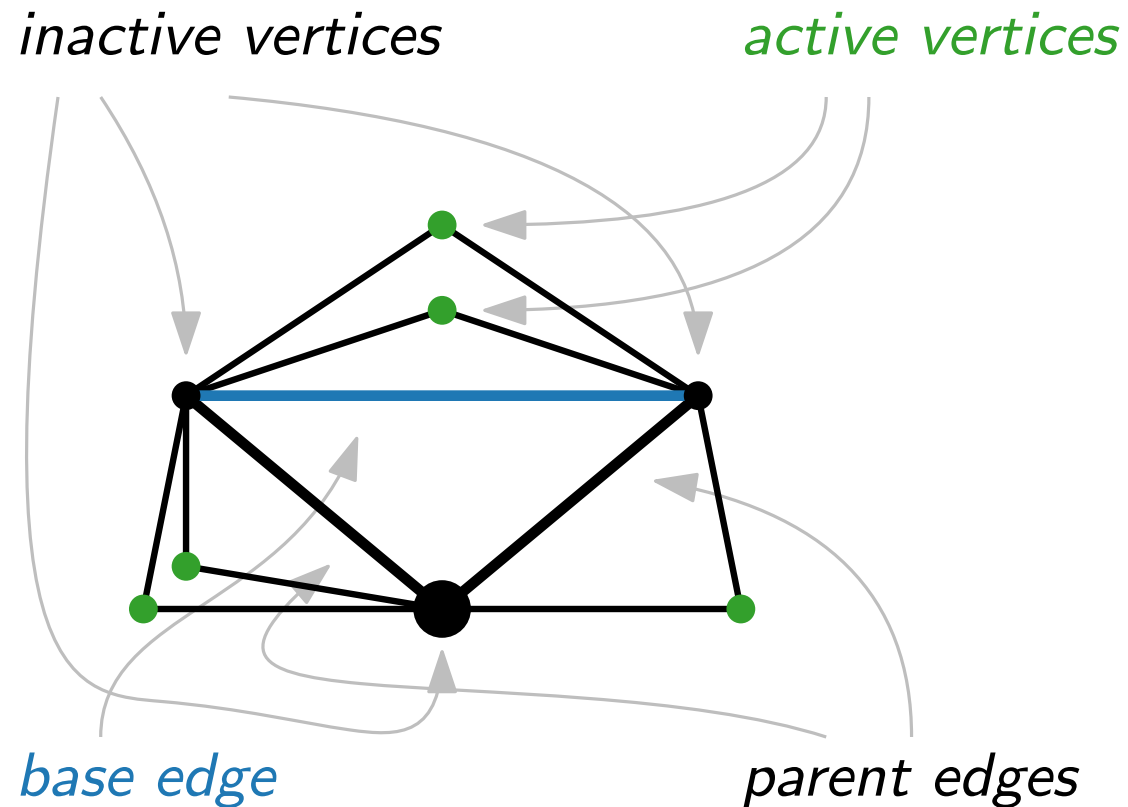 inactive vertices
active vertices
base edge
parent edges